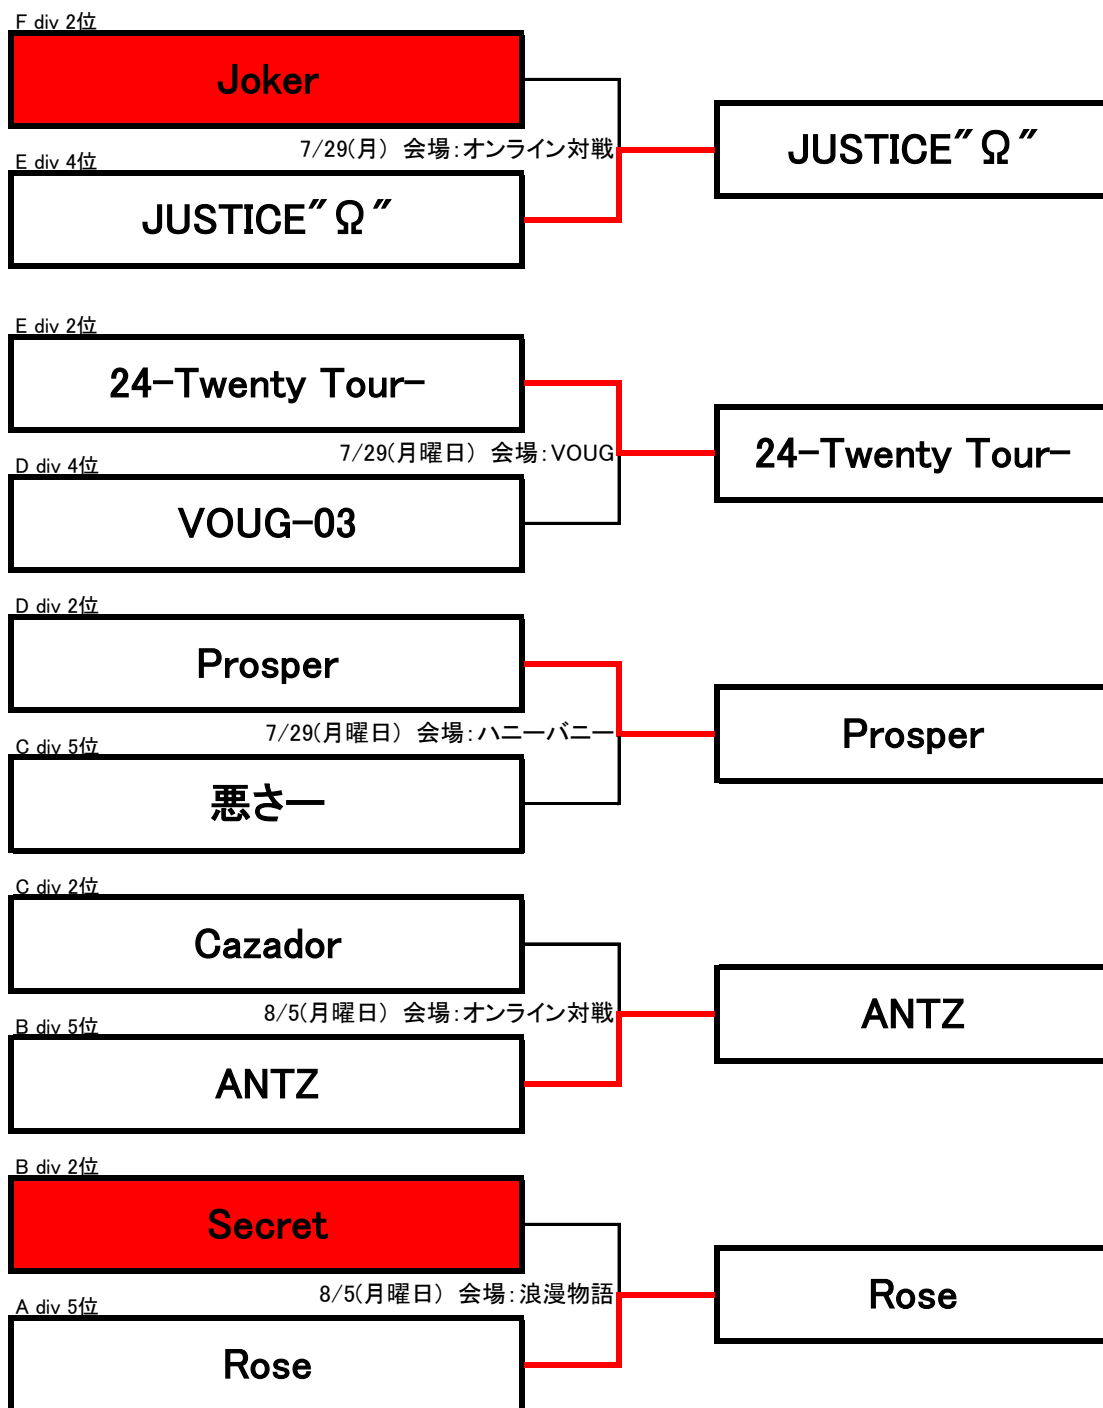 F div 2位
Joker
7/29(月) 会場:オンライン対戦
JUSTICE"Ω"
E div 4位
JUSTICE"Ω"
E div 2位
24-Twenty Tour-
7/29(月曜日) 会場:VOUG
24-Twenty Tour-
D div 4位
VOUG-03
D div 2位
Prosper
7/29(月曜日) 会場:ハニーバニー
Prosper
C div 5位
悪さー
C div 2位
Cazador
8/5(月曜日) 会場:オンライン対戦
ANTZ
B div 5位
ANTZ
B div 2位
Secret
8/5(月曜日) 会場:浪漫物語
Rose
A div 5位
Rose